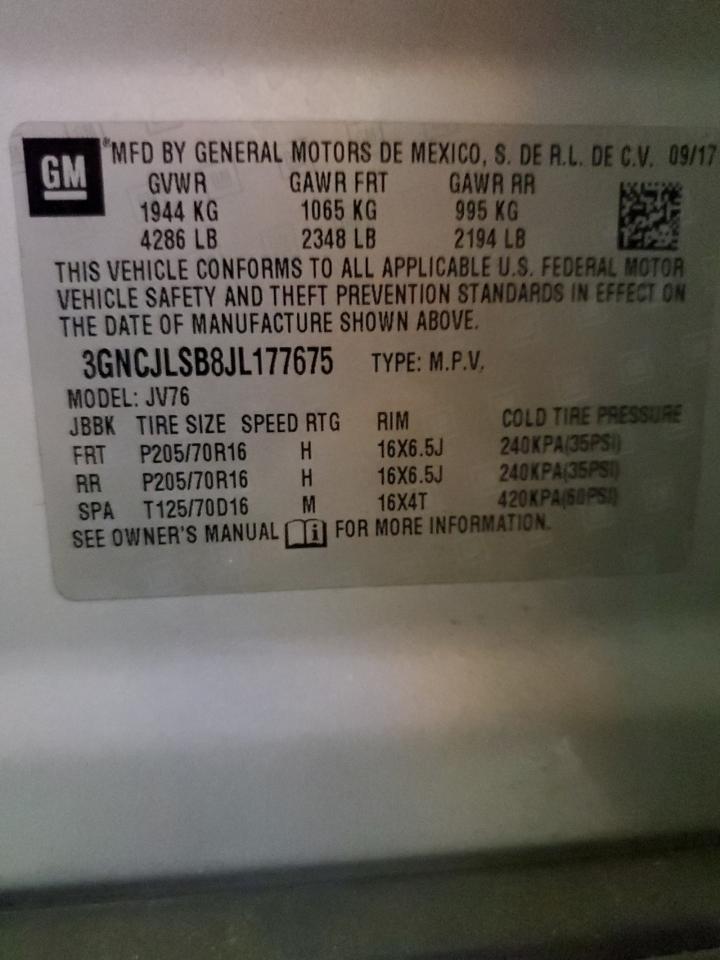 GM
®MFD BY GENERAL MOTORS DE MEXICO, S. DE R.L. DE C.V. 09/17
GVWR GAWR FRT GAWR RR
1944 KG 1065 KG 995 KG
4286 LB 2348 LB 2194 LB
THIS VEHICLE CONFORMS TO ALL APPLICABLE U.S. FEDERAL MOTOR
VEHICLE SAFETY AND THEFT PREVENTION STANDARDS IN EFFECT ON
THE DATE OF MANUFACTURE SHOWN ABOVE.
3GNCJLSB8JL177675 TYPE: M.P.V.
MODEL: JV76
JBBK TIRE SIZE SPEED RTG RIM COLD TIRE PRESSURE
FRT P205/70R16 H 16X6.5J 240KPA(35PSI)
RR P205/70R16 H 16X6.5J 240KPA(35PSI)
SPA T125/70D16 M 16X4T 420KPA(60PSI)
SEE OWNER'S MANUAL i FOR MORE INFORMATION.